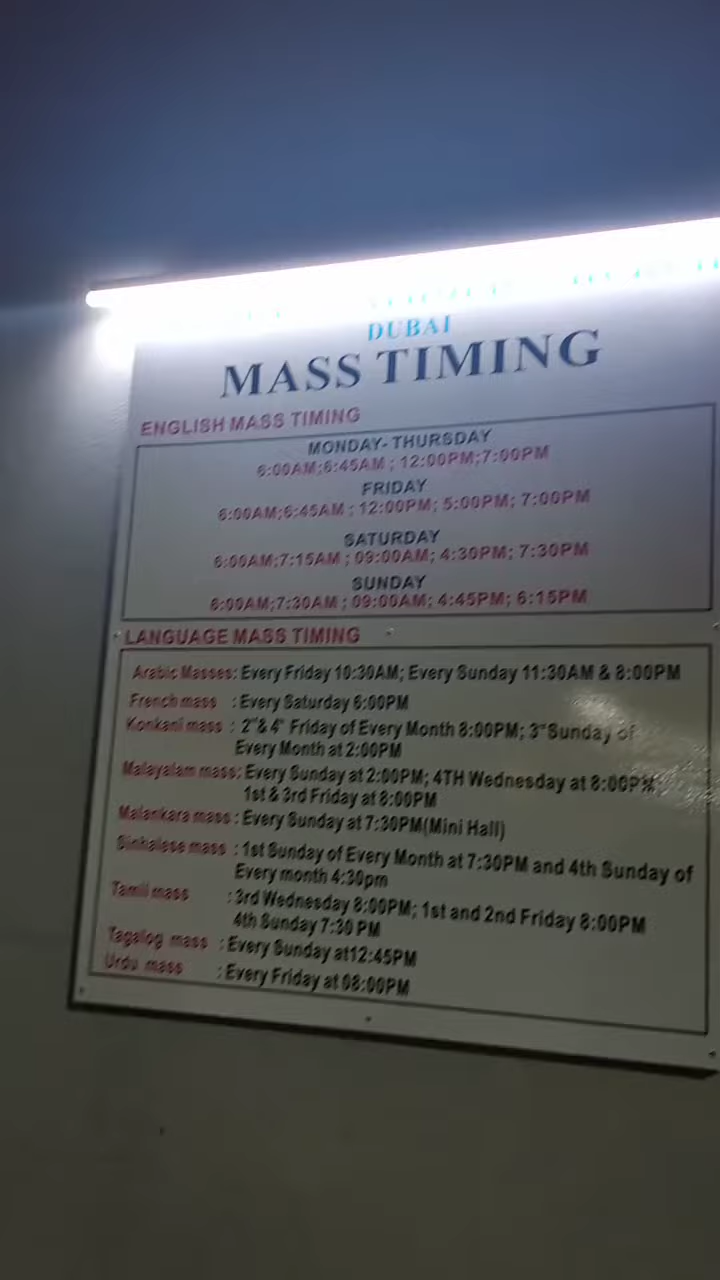 DUBAI
MASS TIMING
ENGLISH MASS TIMING
MONDAY- THURSDAY
6:00AM;6:45AM ; 12:00PM;7:00PM
FRIDAY
6:00AM;6:45AM ; 12:00PM; 5:00PM; 7:00PM
SATURDAY
6:00AM;7:15AM ; 09:00AM; 4:30PM; 7:30PM
SUNDAY
6:00AM;7:30AM ; 09:00AM; 4:45PM; 6:15PM
LANGUAGE MASS TIMING
Arabic Masses: Every Friday 10:30AM; Every Sunday 11:30AM & 8:00PM
French mass : Every Saturday 6:00PM
Konkani mass : 2" & 4" Friday of Every Month 8:00PM; 3" Sunday of
Every Month at 2:00PM
Malayalam mass: Every Sunday at 2:00PM; 4TH Wednesday at 8:00PM
1st & 3rd Friday at 8:00PM
Malankara mass : Every Sunday at 7:30PM(Mini Hall)
Sinhalese mass : 1st Sunday of Every Month at 7:30PM and 4th Sunday of
Every month 4:30pm
Tamil mass : 3rd Wednesday 8:00PM; 1st and 2nd Friday 8:00PM
4th Sunday 7:30 PM
Tagalog mass : Every Sunday at12:45PM
Urdu mass : Every Friday at 08:00PM